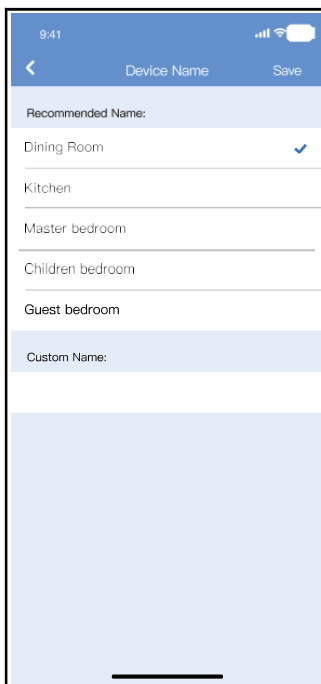 9:41
Device Name Save
Recommended Name:
Dining Room
Kitchen
Master bedroom
Children bedroom
Guest bedroom
Custom Name: